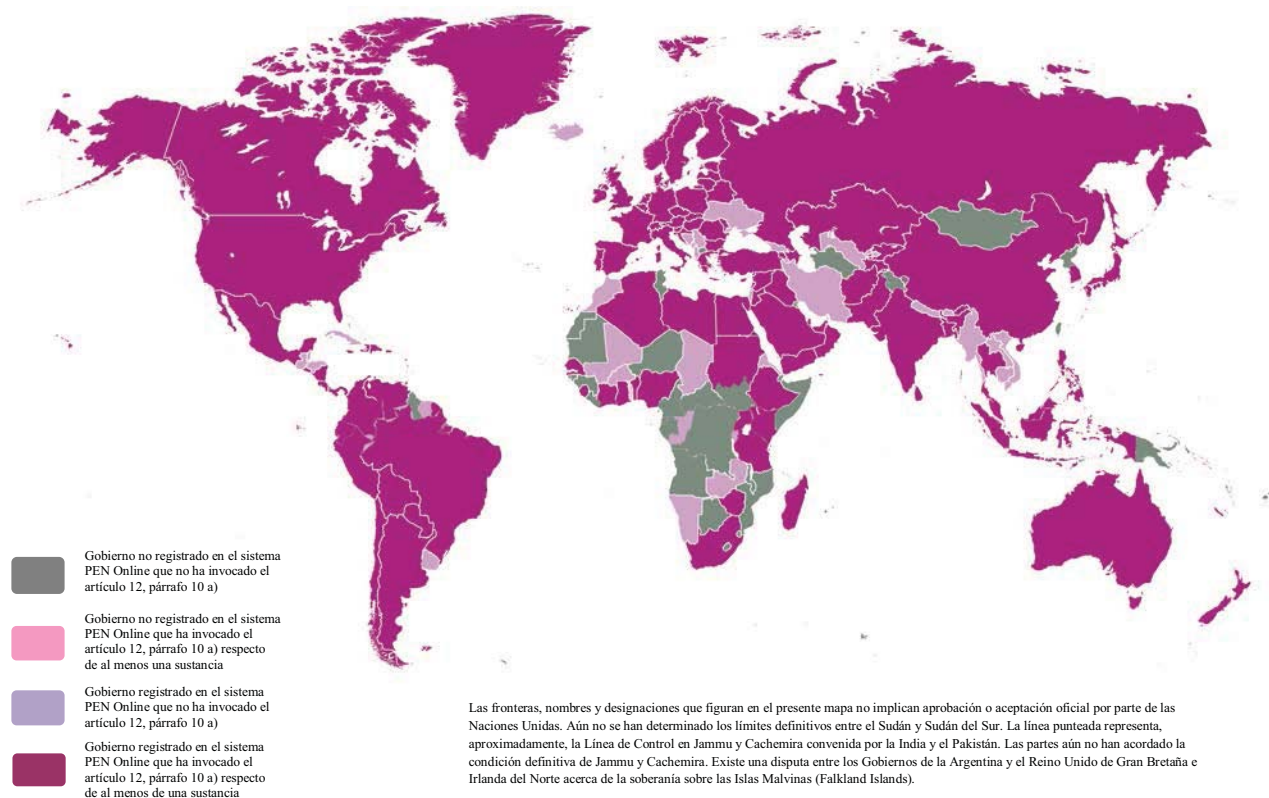 Gobierno no registrado en el sistema
PEN Online que no ha invocado el
artículo 12, párrafo 10 a)
Gobierno no registrado en el sistema
PEN Online que ha invocado el
artículo 12, párrafo 10 a) respecto
de al menos una sustancia
Gobierno registrado en el sistema
PEN Online que no ha invocado el
artículo 12, párrafo 10 a)
Gobierno registrado en el sistema
PEN Online que ha invocado el
artículo 12, párrafo 10 a) respecto
de al menos de una sustancia
Las fronteras, nombres y designaciones que figuran en el presente mapa no implican aprobación o aceptación oficial por parte de las
Naciones Unidas. Aún no se han determinado los límites definitivos entre el Sudán y Sudán del Sur. La línea punteada representa,
aproximadamente, la Línea de Control en Jammu y Cachemira convenida por la India y el Pakistán. Las partes aún no han acordado la
condición definitiva de Jammu y Cachemira. Existe una disputa entre los Gobiernos de la Argentina y el Reino Unido de Gran Bretaña e
Irlanda del Norte acerca de la soberanía sobre las Islas Malvinas (Falkland Islands).